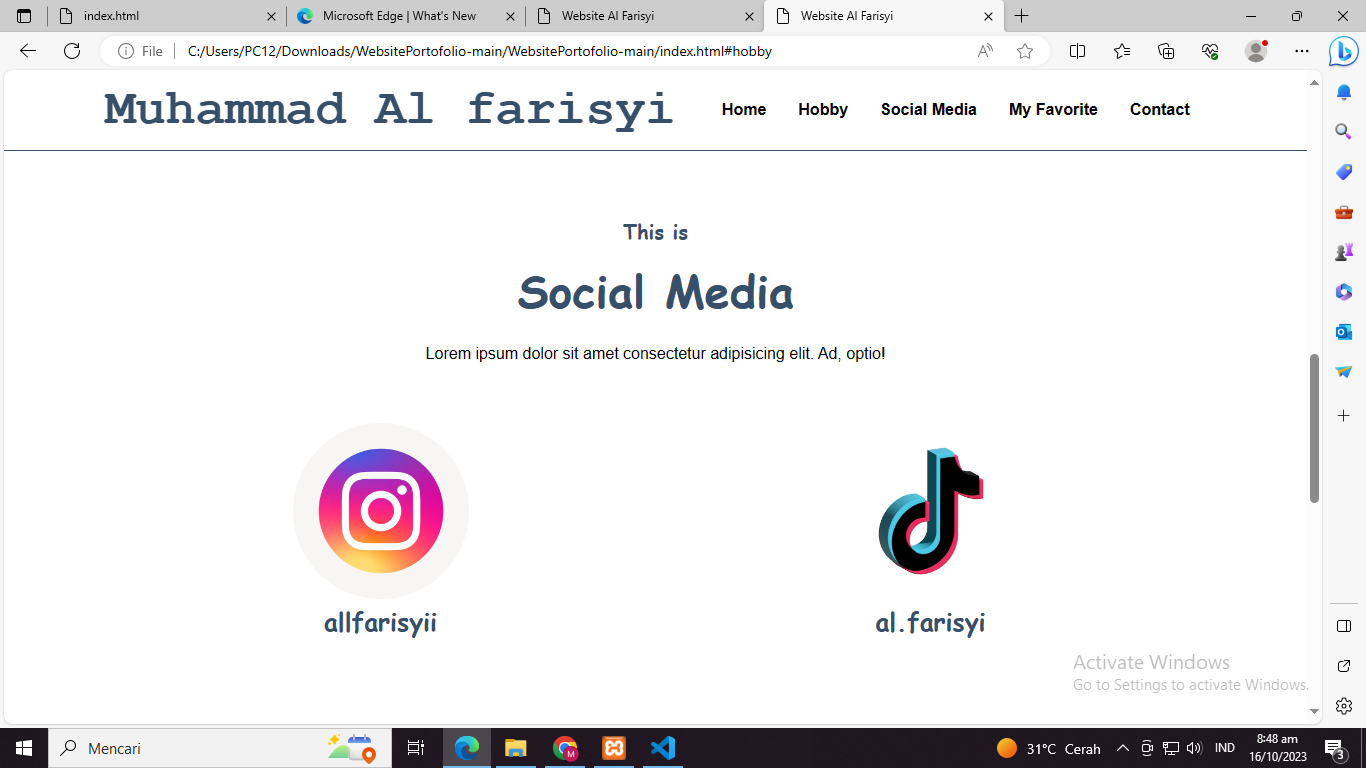 index.html
Microsoft Edge | What's New
Website Al Farisyi
Website Al Farisyi
File
C:/Users/PC12/Downloads/WebsitePortofolio-main/WebsitePortofolio-main/index.html#hobby
Muhammad Al farisyi
Home
Hobby
Social Media
My Favorite
Contact
This is
Social Media
Lorem ipsum dolor sit amet consectetur adipisicing elit. Ad, optio!
allfarisyii
al.farisyi
Activate Windows
Go to Settings to activate Windows.
Mencari
31°C Cerah
IND
8:48 am
16/10/2023
3